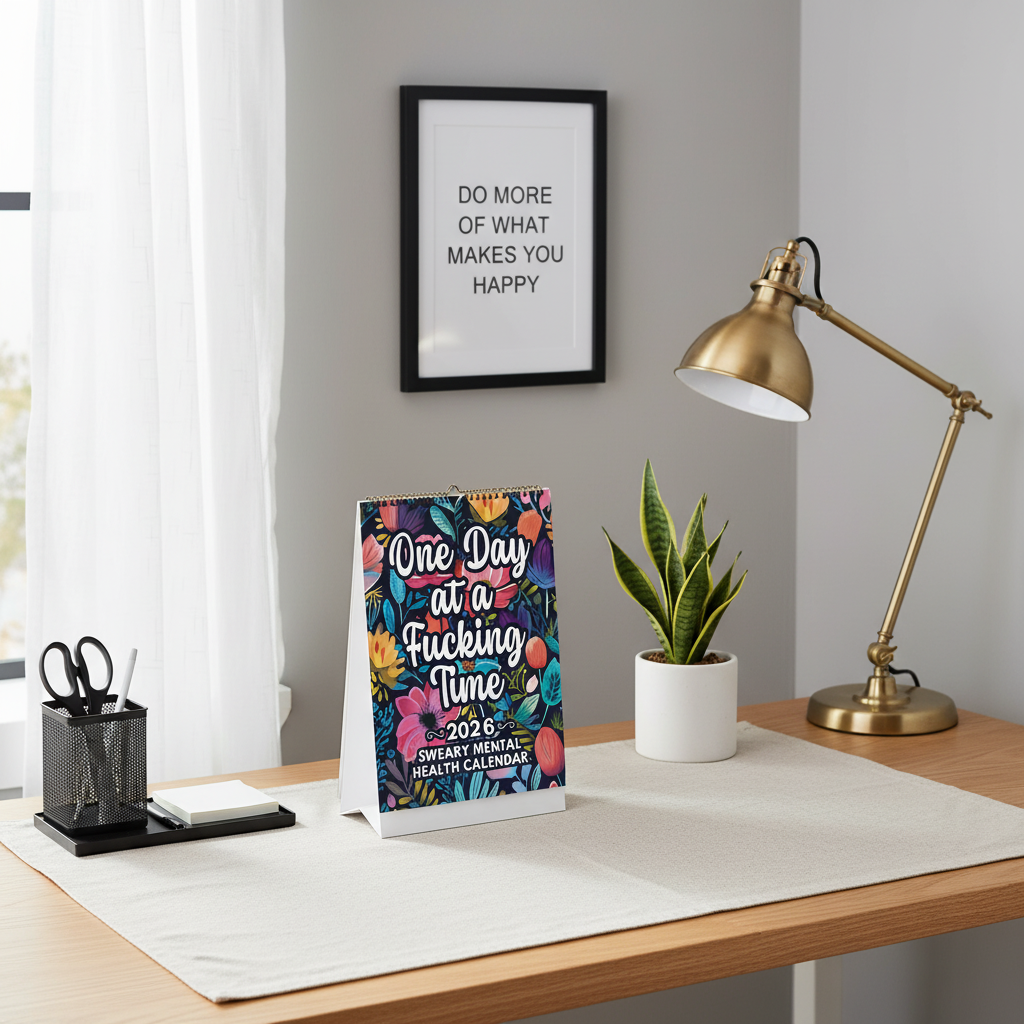 DO MORE
OF WHAT
MAKES YOU
HAPPY
One Day
at a
Fucking
Time
2026
SWEARY MENTAL
HEALTH CALENDAR